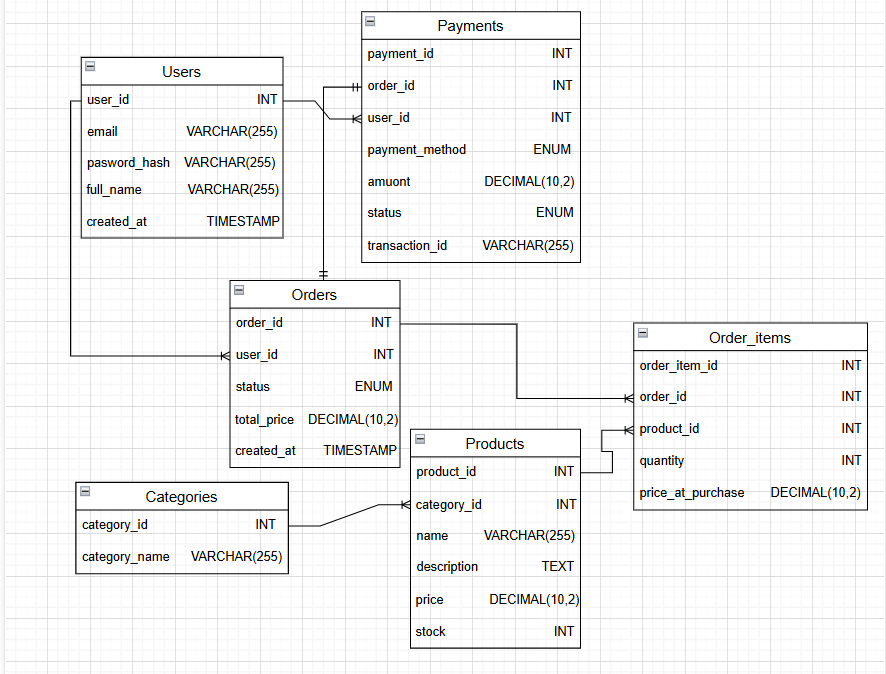 Payments
payment_id INT
order_id INT
user_id INT
payment_method ENUM
amuont DECIMAL(10,2)
status ENUM
transaction_id VARCHAR(255)
Users
user_id INT
email VARCHAR(255)
pasword_hash VARCHAR(255)
full_name VARCHAR(255)
created_at TIMESTAMP
Orders
order_id INT
user_id INT
status ENUM
total_price DECIMAL(10,2)
created_at TIMESTAMP
Order_items
order_item_id INT
order_id INT
product_id INT
quantity INT
price_at_purchase DECIMAL(10,2)
Products
product_id INT
category_id INT
name VARCHAR(255)
description TEXT
price DECIMAL(10,2)
stock INT
Categories
category_id INT
category_name VARCHAR(255)